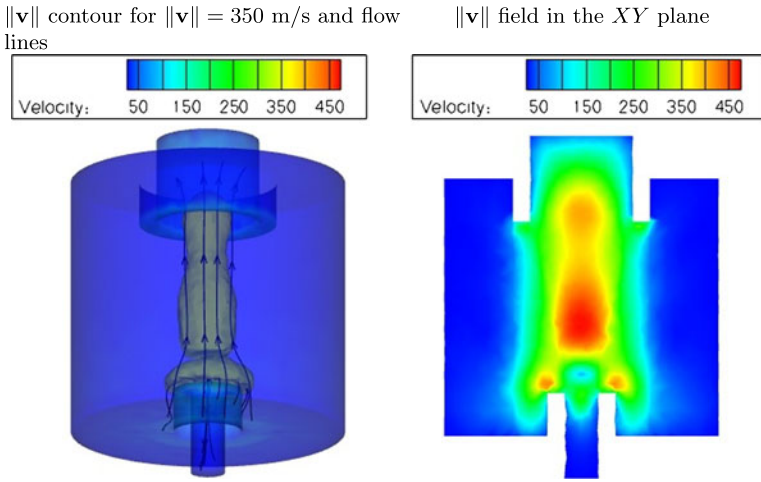 ‖v‖ contour for ‖v‖ = 350 m/s and flow
lines
‖v‖ field in the XY plane
Velocity: 50 150 250 350 450
Velocity: 50 150 250 350 450